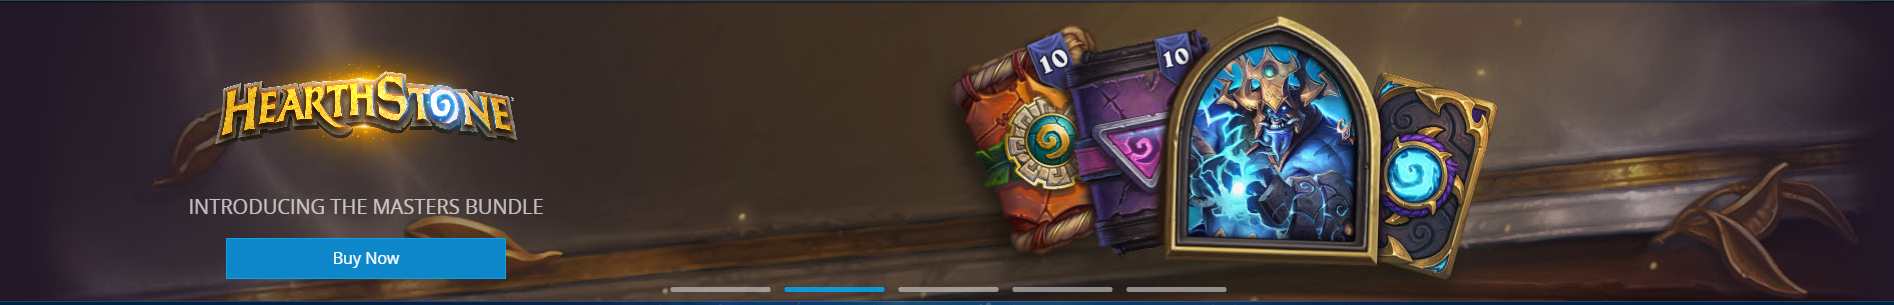 HEARTHSTONE
INTRODUCING THE MASTERS BUNDLE
Buy Now
10
10